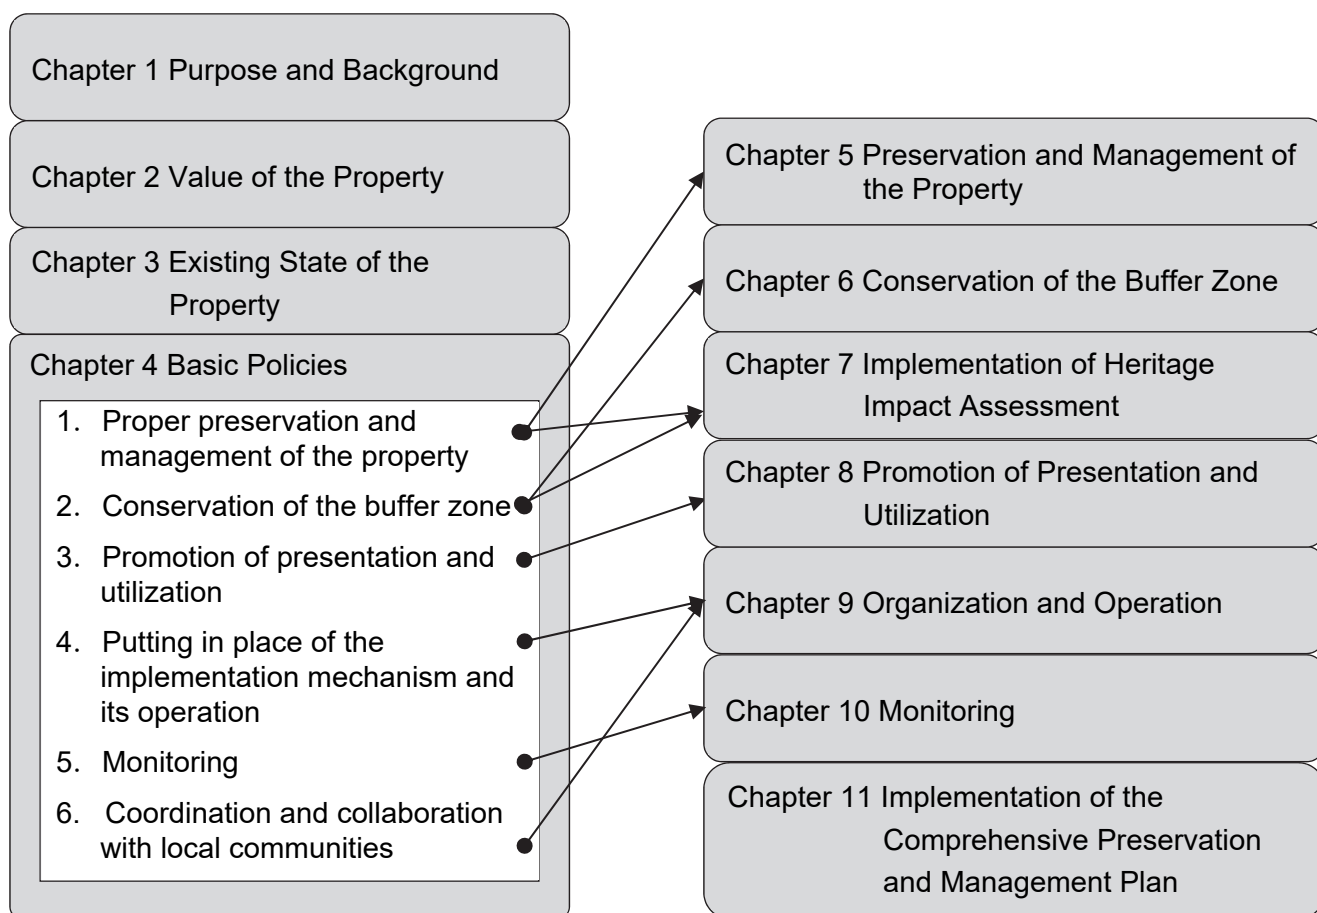 Chapter 1 Purpose and Background
Chapter 2 Value of the Property
Chapter 3 Existing State of the
Property
Chapter 4 Basic Policies
1. Proper preservation and
management of the property
2. Conservation of the buffer zone
3. Promotion of presentation and
utilization
4. Putting in place of the
implementation mechanism and
its operation
5. Monitoring
6. Coordination and collaboration
with local communities
Chapter 5 Preservation and Management of
the Property
Chapter 6 Conservation of the Buffer Zone
Chapter 7 Implementation of Heritage
Impact Assessment
Chapter 8 Promotion of Presentation and
Utilization
Chapter 9 Organization and Operation
Chapter 10 Monitoring
Chapter 11 Implementation of the
Comprehensive Preservation
and Management Plan